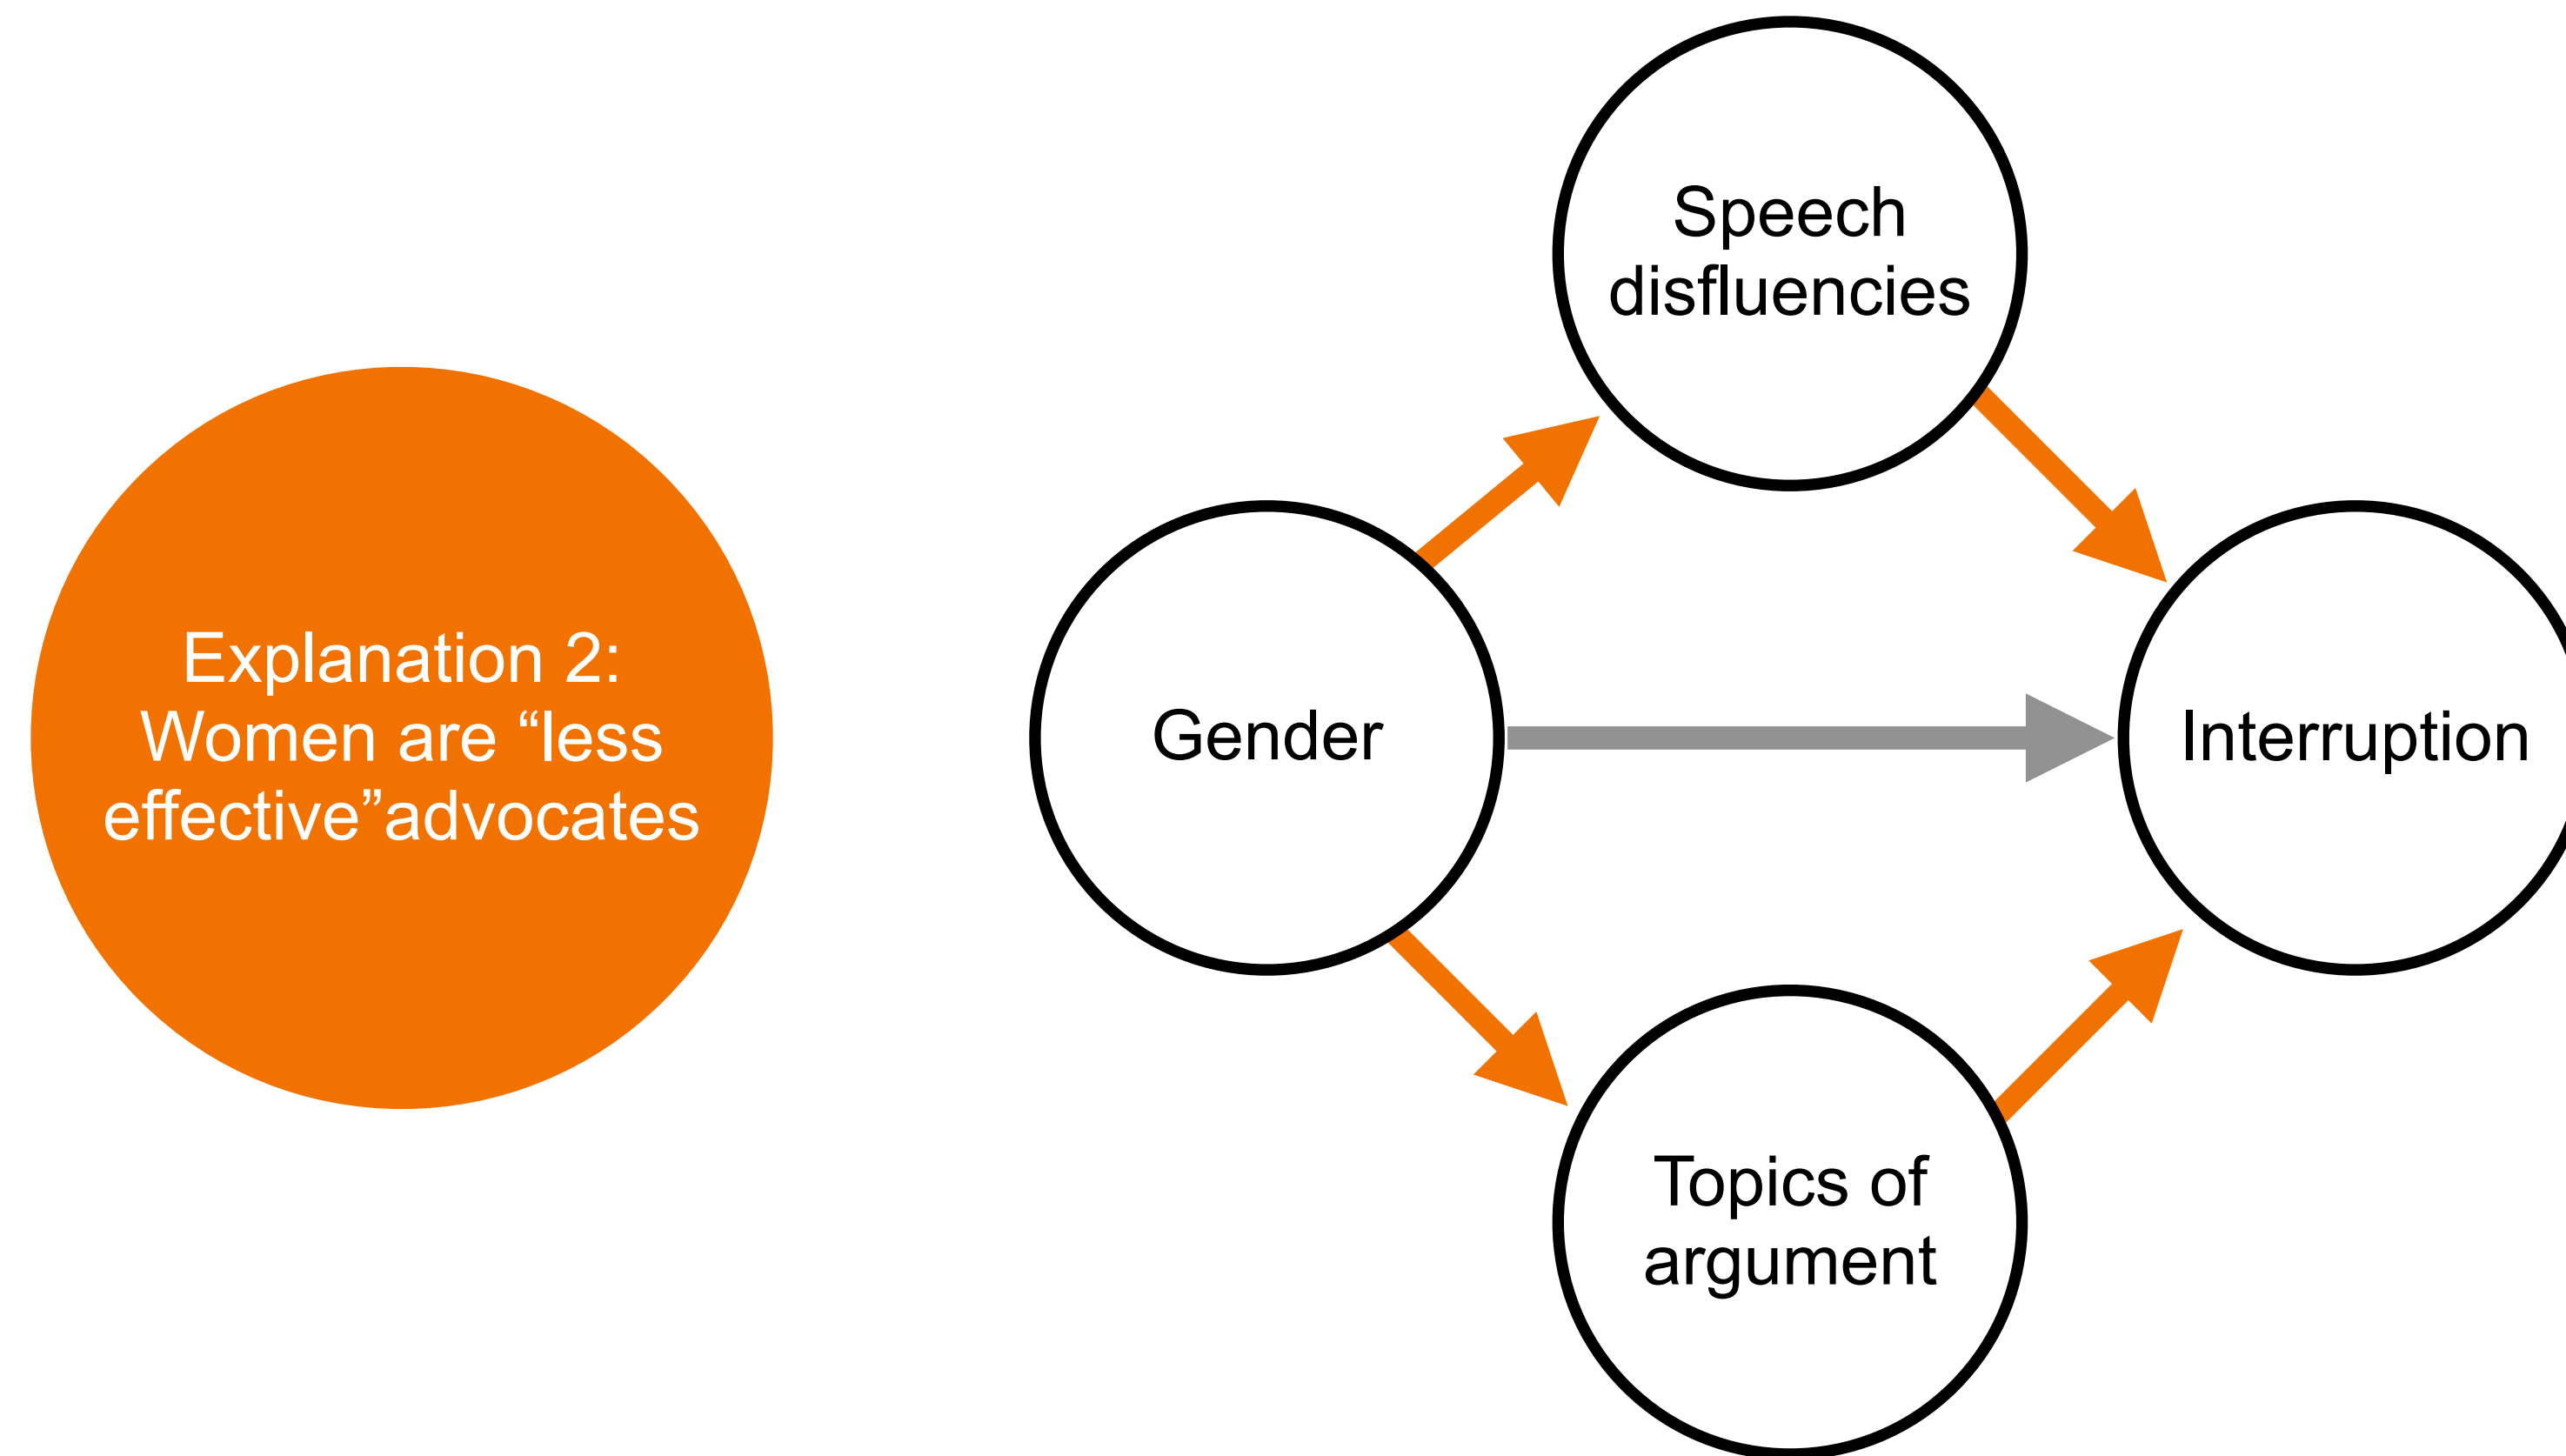 Explanation 2:
Women are “less
effective”advocates
Speech
disfluencies
Gender
Interruption
Topics of
argument